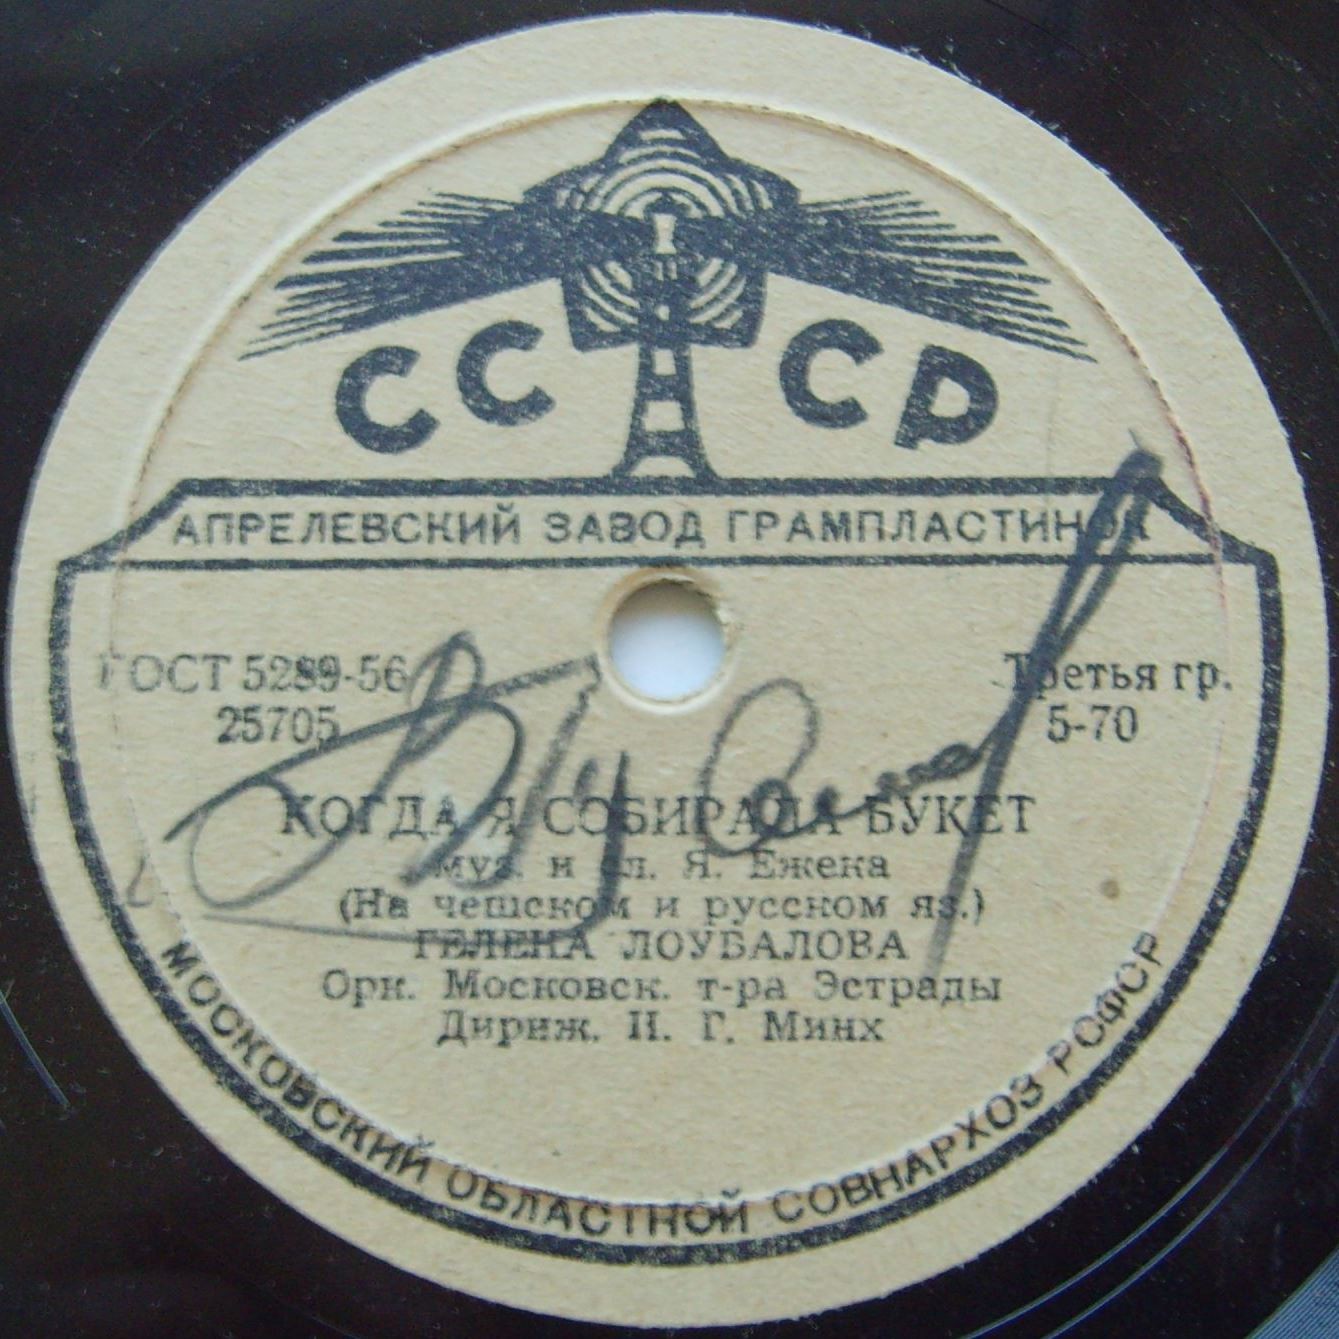 СССР
АПРЕЛЕВСКИЙ ЗАВОД ГРАМПЛАСТИНОК
ГОСТ 5289-56
25705
Третья гр.
5-70
КОГДА Я СОБИРАЛА БУКЕТ
муз. и сл. Я. Ежека
(На чешском и русском яз.)
ГЕЛЕНА ЛОУБАЛОВА
Орк. Московск. т-ра Эстрады
Дириж. Н. Г. Минх
МОСКОВСКИЙ ОБЛАСТНОЙ СОВНАРХОЗ РСФСР